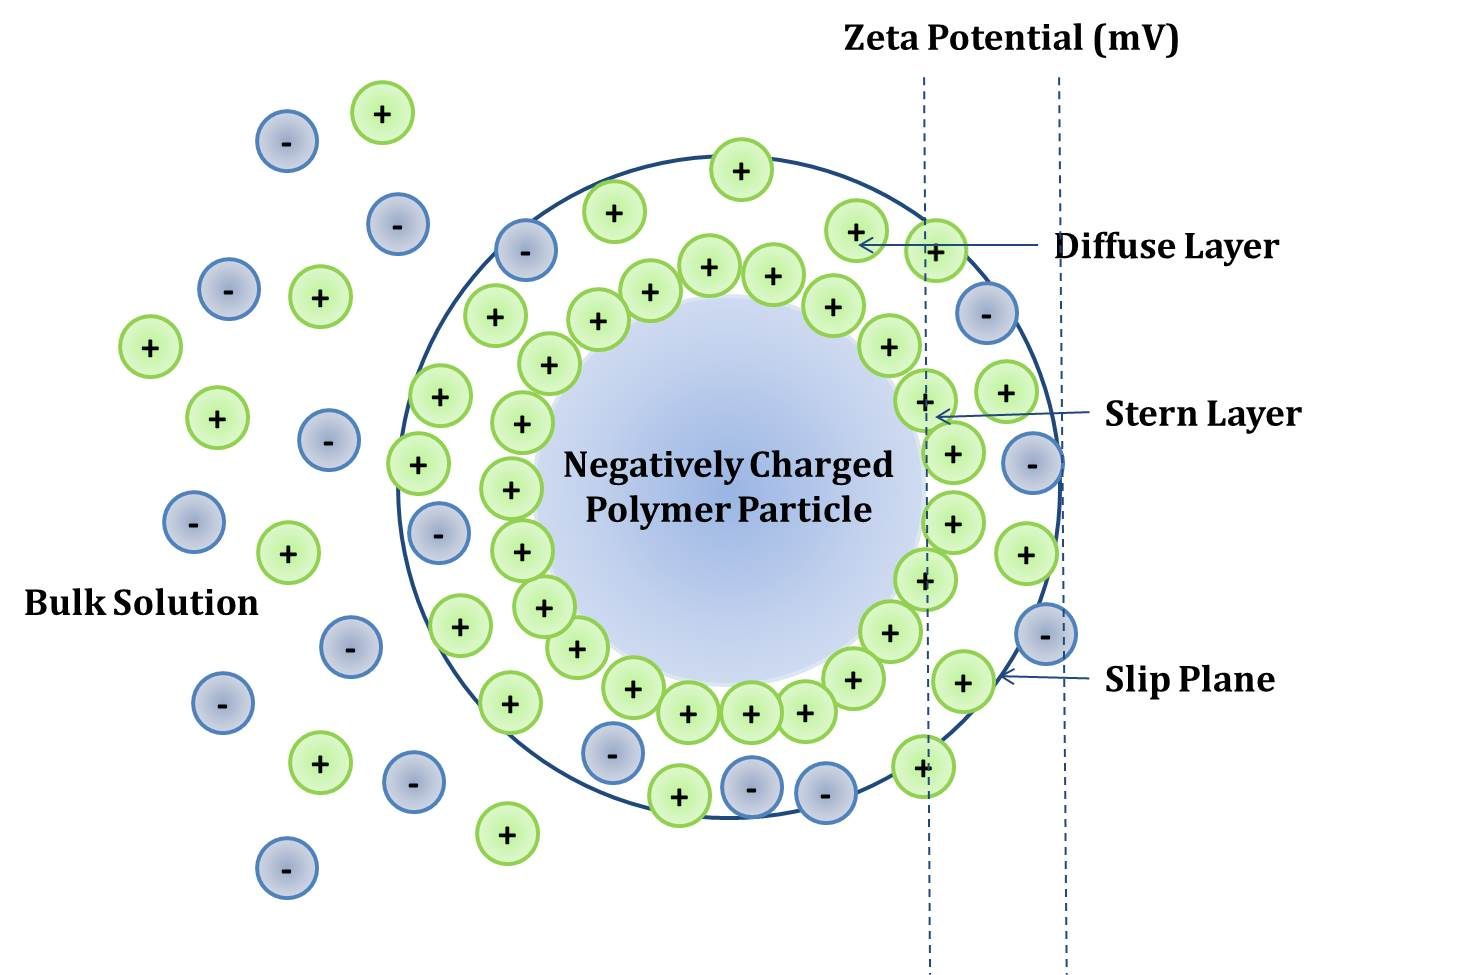 Zeta Potential (mV)
Diffuse Layer
Stern Layer
Negatively Charged
Polymer Particle
Bulk Solution
Slip Plane